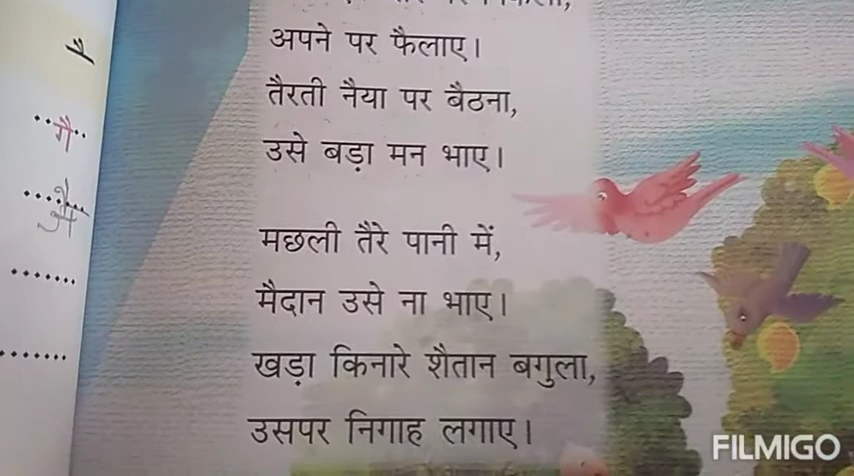 अपने पर फैलाए।
तैरती नैया पर बैठना,
उसे बड़ा मन भाए।
मछली तैरे पानी में,
मैदान उसे ना भाए।
खड़ा किनारे शैतान बगुला,
उसपर निगाह लगाए।
गै
FILMIGO